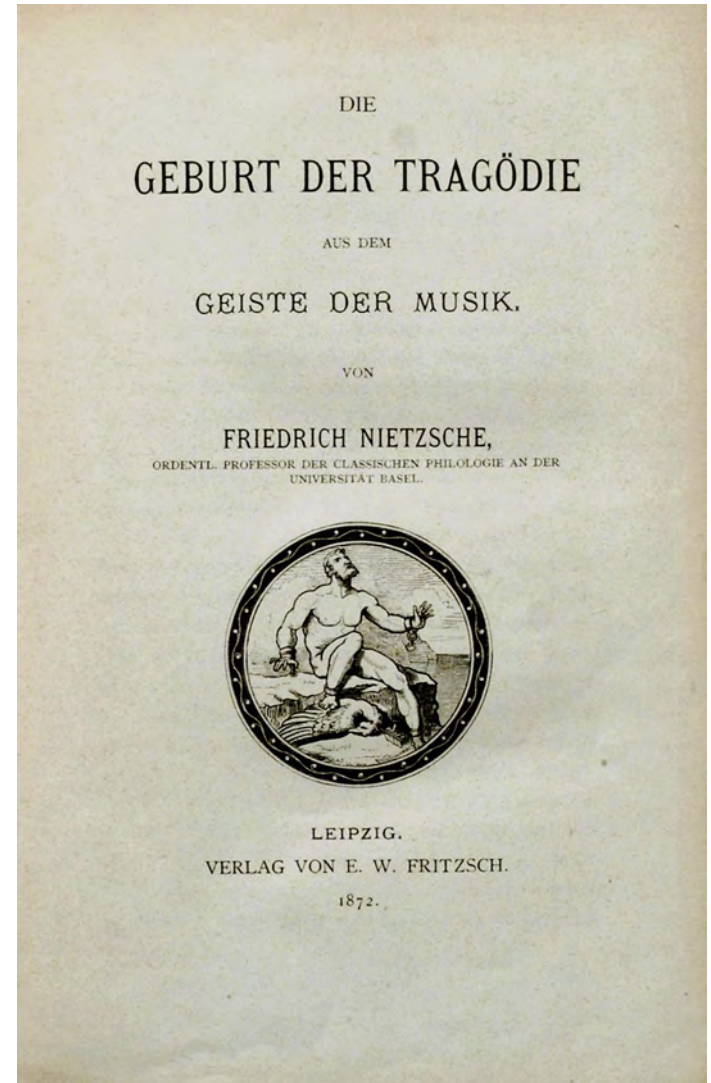 DIE
GEBURT DER TRAGÖDIE
AUS DEM
GEISTE DER MUSIK.
VON
FRIEDRICH NIETZSCHE,
ORDENTL. PROFESSOR DER CLASSISCHEN PHILOLOGIE AN DER
UNIVERSITÄT BASEL.
LEIPZIG.
VERLAG VON E. W. FRITZSCH.
1872.